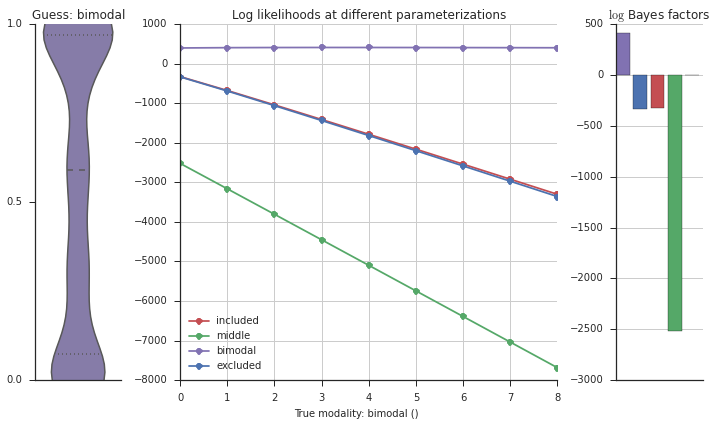 Guess: bimodal
1.0
0.5
0.0
Log likelihoods at different parameterizations
1000
0
−1000
−2000
−3000
−4000
−5000
−6000
−7000
−8000
included
middle
bimodal
excluded
0 1 2 3 4 5 6 7 8
True modality: bimodal ()
log Bayes factors
500
0
−500
−1000
−1500
−2000
−2500
−3000